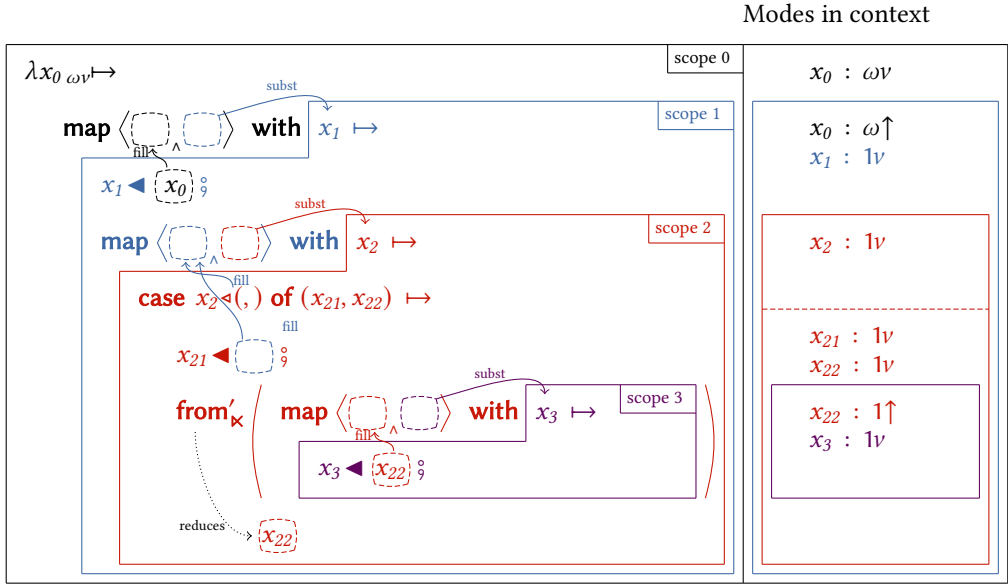 Modes in context
scope 0
λx₀ ων ↦
x₀ : ων
subst
scope 1
map ⟨ ‸ ⟩ with x₁ ↦
x₀ : ω↑
fill
x₁ : 1ν
x₁ ◀ x₀ ⨟
subst
scope 2
map ⟨ ‸ ⟩ with x₂ ↦
x₂ : 1ν
fill
case x₂ ◃ (, ) of (x₂₁, x₂₂) ↦
fill
x₂₁ : 1ν
x₂₁ ◀ ⨟
x₂₂ : 1ν
subst
scope 3
from′⧔ ( map ⟨ ‸ ⟩ with x₃ ↦ )
x₂₂ : 1↑
fill
x₃ : 1ν
x₃ ◀ x₂₂ ⨟
reduces
x₂₂